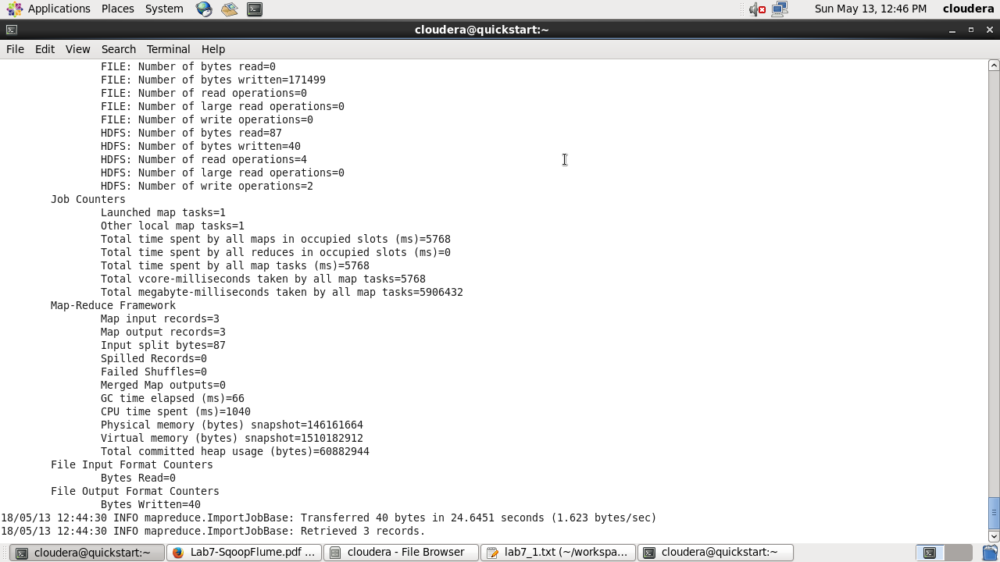 Applications Places System Sun May 13, 12:46 PM cloudera
cloudera@quickstart:~
File Edit View Search Terminal Help
FILE: Number of bytes read=0
FILE: Number of bytes written=171499
FILE: Number of read operations=0
FILE: Number of large read operations=0
FILE: Number of write operations=0
HDFS: Number of bytes read=87
HDFS: Number of bytes written=40
HDFS: Number of read operations=4
HDFS: Number of large read operations=0
HDFS: Number of write operations=2
Job Counters
Launched map tasks=1
Other local map tasks=1
Total time spent by all maps in occupied slots (ms)=5768
Total time spent by all reduces in occupied slots (ms)=0
Total time spent by all map tasks (ms)=5768
Total vcore-milliseconds taken by all map tasks=5768
Total megabyte-milliseconds taken by all map tasks=5906432
Map-Reduce Framework
Map input records=3
Map output records=3
Input split bytes=87
Spilled Records=0
Failed Shuffles=0
Merged Map outputs=0
GC time elapsed (ms)=66
CPU time spent (ms)=1040
Physical memory (bytes) snapshot=146161664
Virtual memory (bytes) snapshot=1510182912
Total committed heap usage (bytes)=60882944
File Input Format Counters
Bytes Read=0
File Output Format Counters
Bytes Written=40
18/05/13 12:44:30 INFO mapreduce.ImportJobBase: Transferred 40 bytes in 24.6451 seconds (1.623 bytes/sec)
18/05/13 12:44:30 INFO mapreduce.ImportJobBase: Retrieved 3 records.
cloudera@quickstart:~ Lab7-SqoopFlume.pdf ... cloudera - File Browser lab7_1.txt (~/workspa... cloudera@quickstart:~